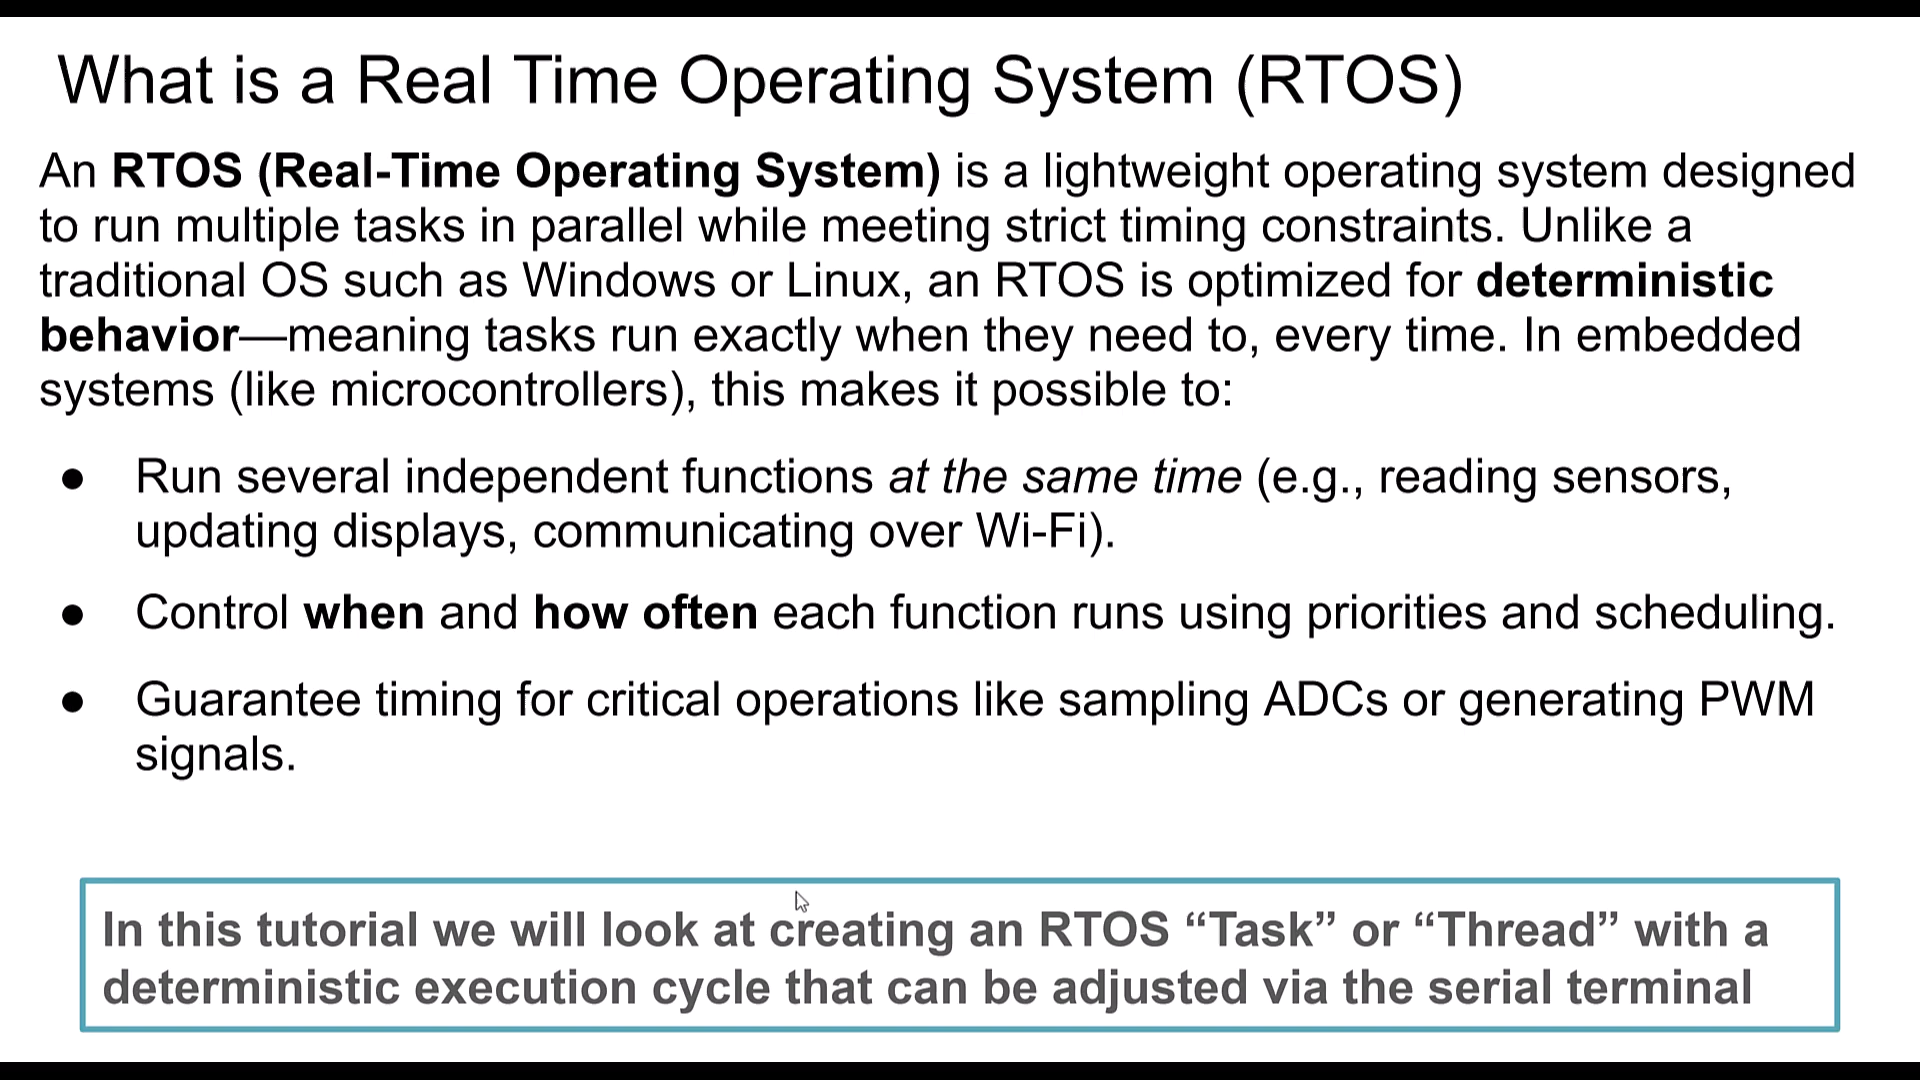 What is a Real Time Operating System (RTOS)
An RTOS (Real-Time Operating System) is a lightweight operating system designed
to run multiple tasks in parallel while meeting strict timing constraints. Unlike a
traditional OS such as Windows or Linux, an RTOS is optimized for deterministic
behavior—meaning tasks run exactly when they need to, every time. In embedded
systems (like microcontrollers), this makes it possible to:
● Run several independent functions at the same time (e.g., reading sensors,
updating displays, communicating over Wi-Fi).
● Control when and how often each function runs using priorities and scheduling.
● Guarantee timing for critical operations like sampling ADCs or generating PWM
signals.
In this tutorial we will look at creating an RTOS “Task” or “Thread” with a
deterministic execution cycle that can be adjusted via the serial terminal